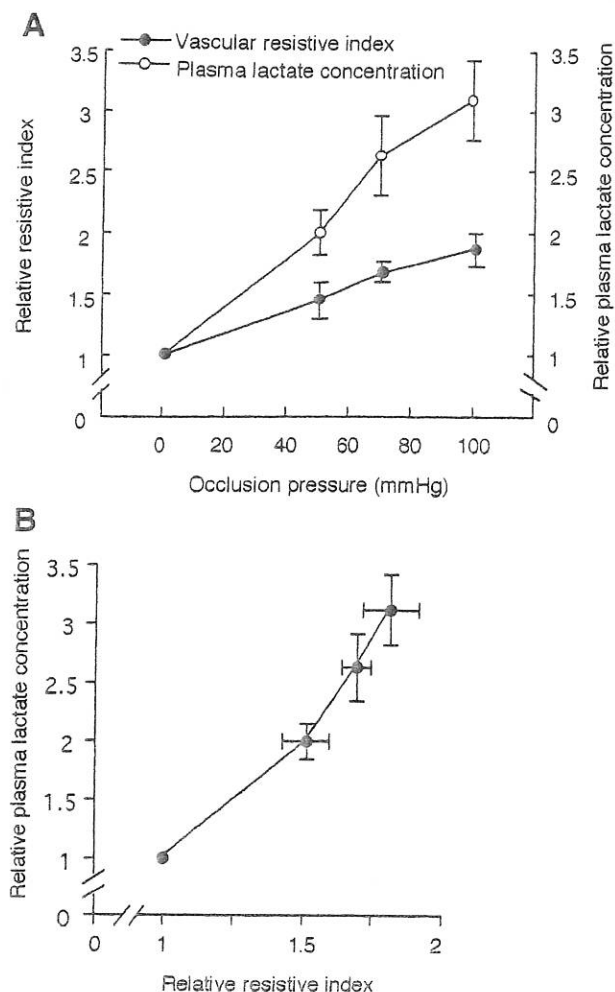 A
Vascular resistive index
Plasma lactate concentration
3.5
3
2.5
2
1.5
1
0
Relative resistive index
3.5
3
2.5
2
1.5
1
0
Relative plasma lactate concentration
0 20 40 60 80 100
Occlusion pressure (mmHg)
B
3.5
3
2.5
2
1.5
1
0
Relative plasma lactate concentration
0 1 1.5 2
Relative resistive index